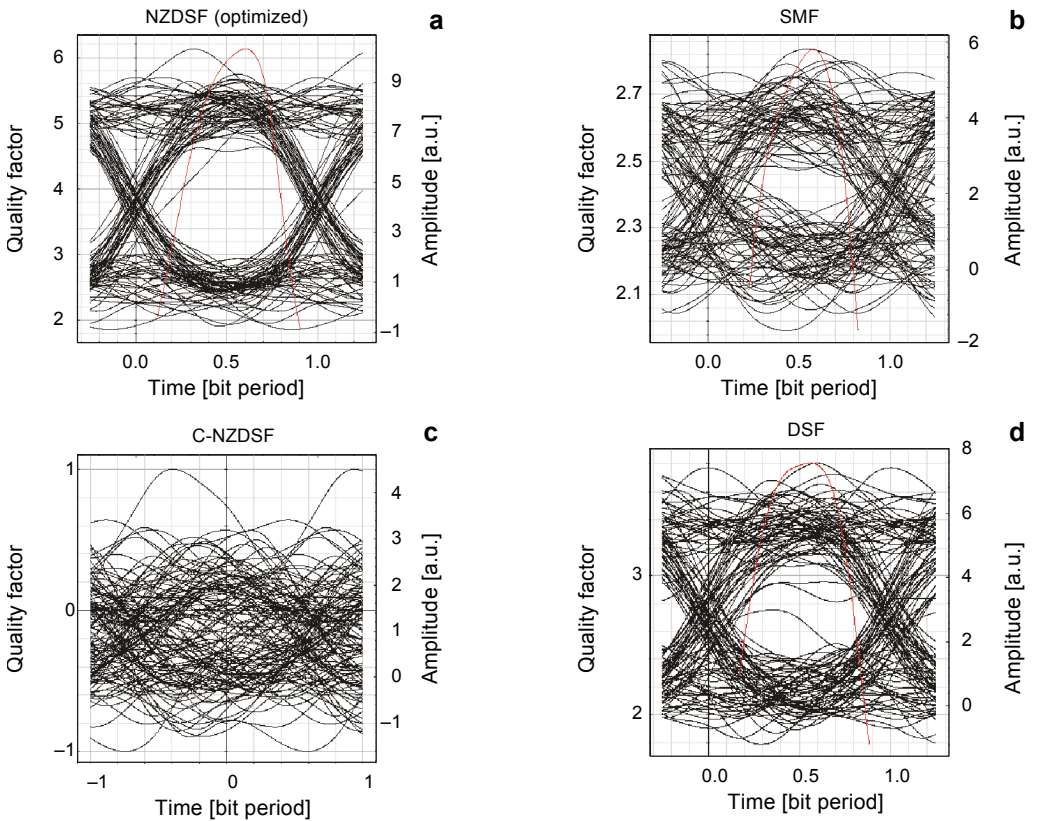 NZDSF (optimized)
a
6
5
4
3
2
Quality factor
9
7
5
3
1
–1
Amplitude [a.u.]
0.0 0.5 1.0
Time [bit period]
SMF
b
2.7
2.5
2.3
2.1
Quality factor
6
4
2
0
–2
Amplitude [a.u.]
0.0 0.5 1.0
Time [bit period]
C-NZDSF
c
1
0
–1
Quality factor
4
3
2
1
0
–1
Amplitude [a.u.]
–1 0 1
Time [bit period]
DSF
d
3
2
Quality factor
8
6
4
2
0
Amplitude [a.u.]
0.0 0.5 1.0
Time [bit period]